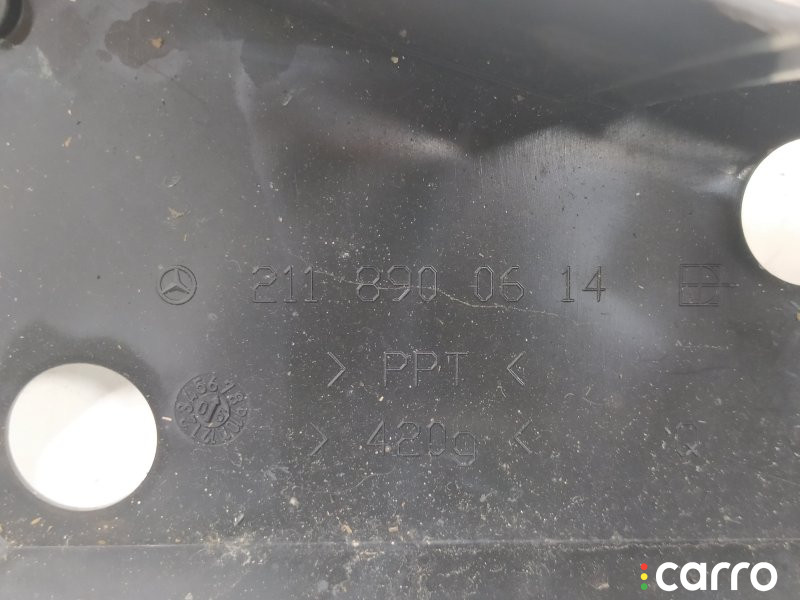 211 890 06 14
> PPT <
> 420g <
carro